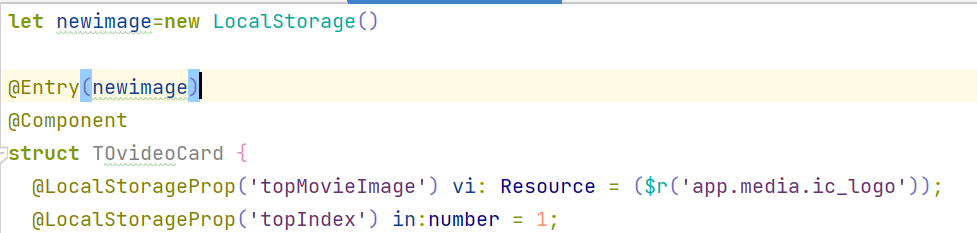 let newimage=new LocalStorage()
@Entry(newimage)
@Component
struct TOvideoCard {
@LocalStorageProp('topMovieImage') vi: Resource = ($r('app.media.ic_logo'));
@LocalStorageProp('topIndex') in:number = 1;